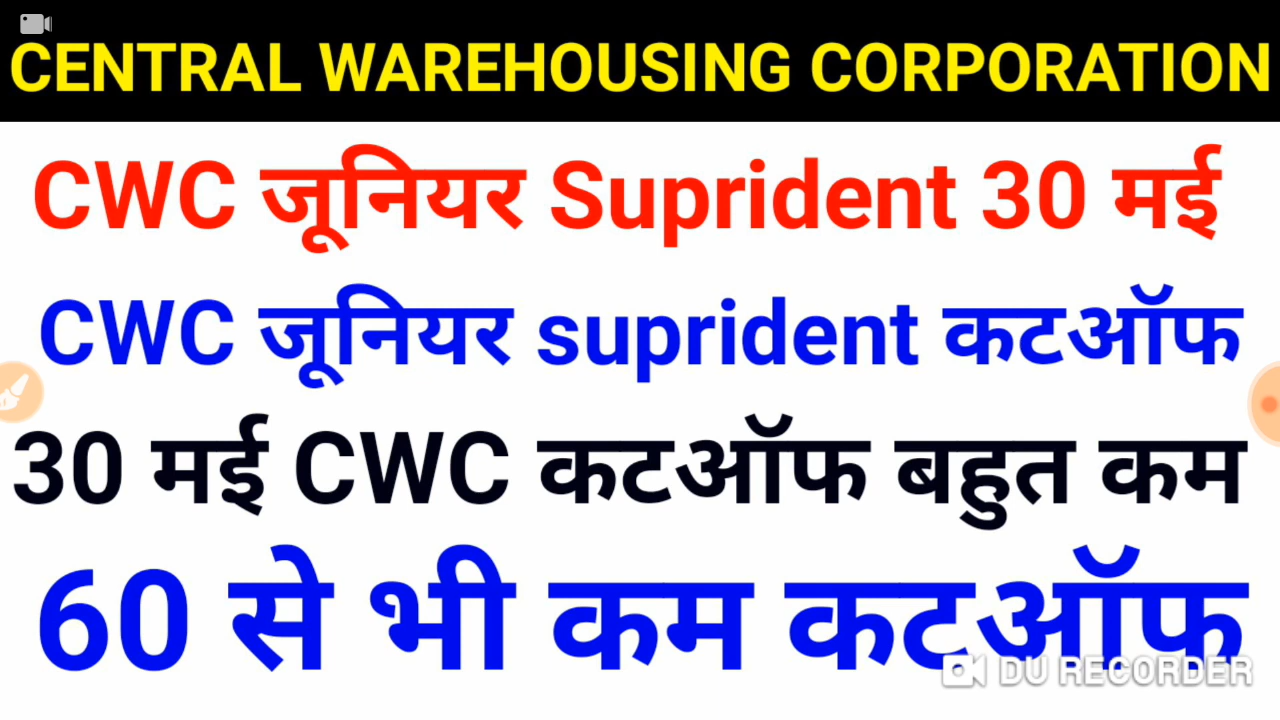 CENTRAL WAREHOUSING CORPORATION
CWC जूनियर Suprident 30 मई
CWC जूनियर suprident कटऑफ
30 मई CWC कटऑफ बहुत कम
60 से भी कम कटऑफ
DU RECORDER